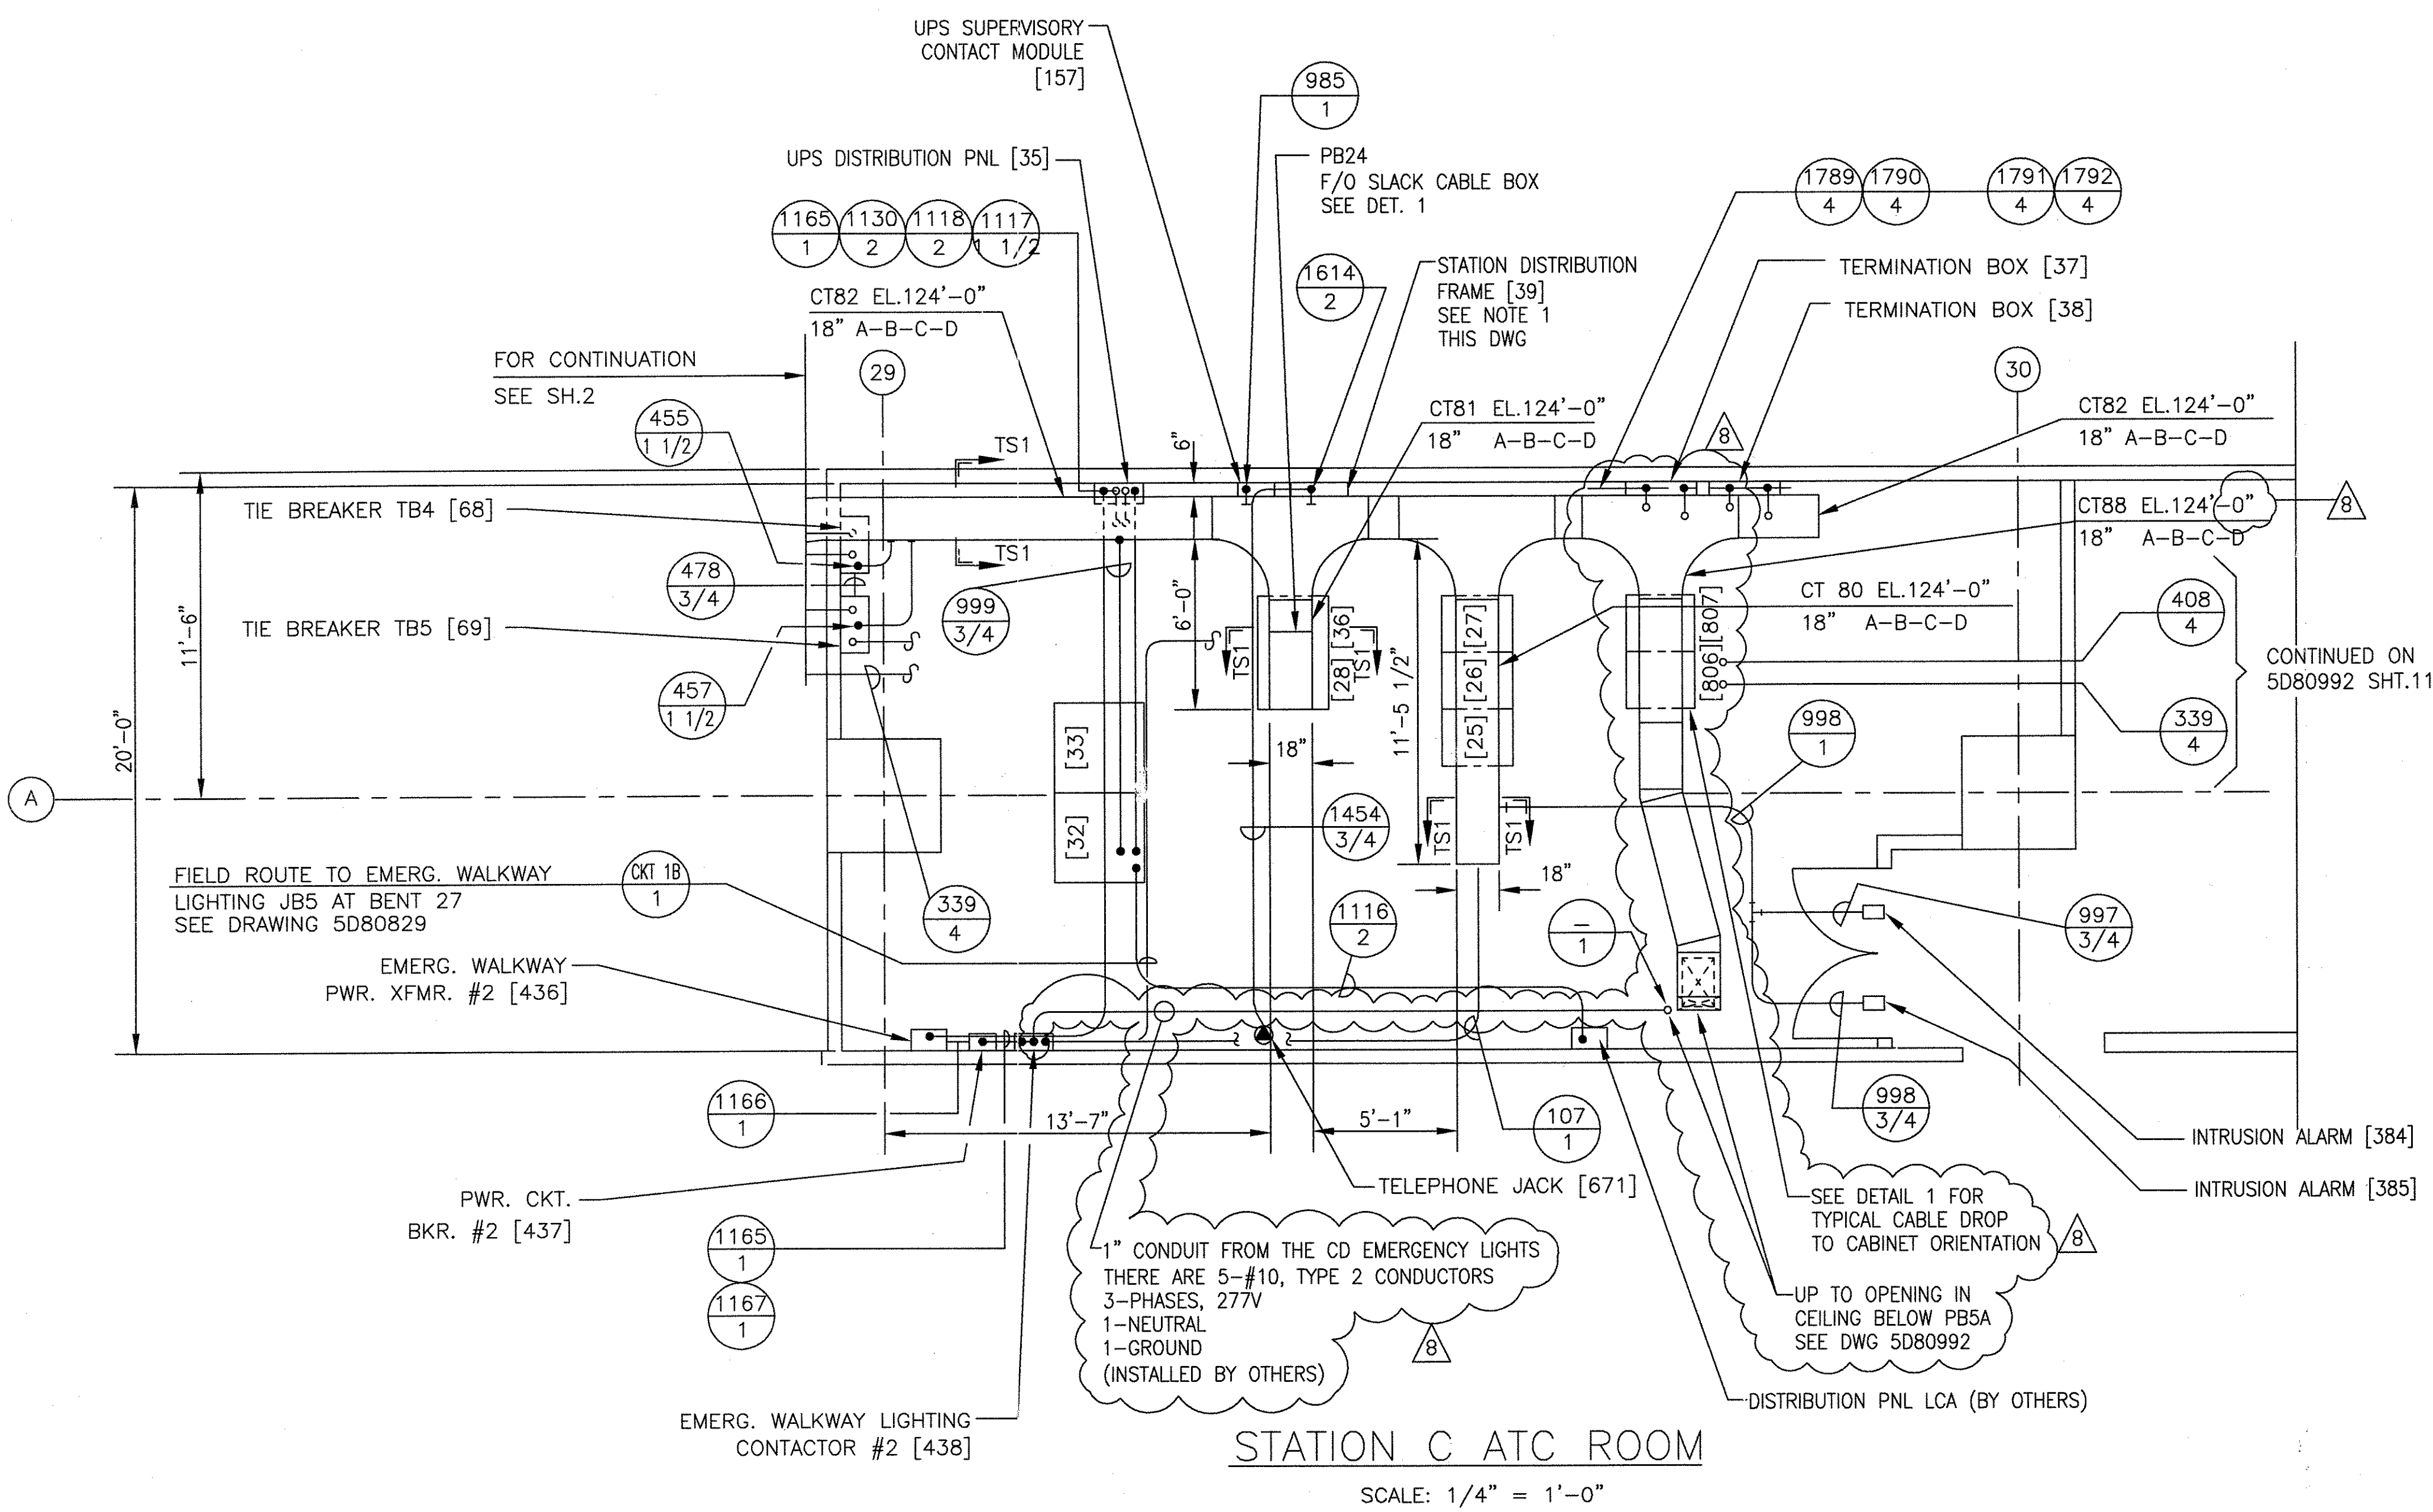 UPS SUPERVISORY
CONTACT MODULE
[157]
985
1
UPS DISTRIBUTION PNL [35]
PB24
F/O SLACK CABLE BOX
SEE DET. 1
1789
4
1790
4
1791
4
1792
4
1165
1
1130
2
1118
2
1117
1 1/2
1614
2
STATION DISTRIBUTION
FRAME [39]
SEE NOTE 1
THIS DWG
TERMINATION BOX [37]
TERMINATION BOX [38]
CT82 EL.124'-0"
18" A-B-C-D
FOR CONTINUATION
SEE SH.2
29
30
455
1 1/2
TS1
6"
CT81 EL.124'-0"
18" A-B-C-D
8
CT82 EL.124'-0"
18" A-B-C-D
TIE BREAKER TB4 [68]
CT88 EL.124'-0"
18" A-B-C-D
8
TS1
478
3/4
999
3/4
6'-0"
TIE BREAKER TB5 [69]
11'-6"
TS1
[28] [36]
TS1
[25] [26] [27]
CT 80 EL.124'-0"
18" A-B-C-D
[806][807]
408
4
CONTINUED ON
5D80992 SHT.11
457
1 1/2
339
4
20'-0"
[33]
[32]
18"
11'-5 1/2"
998
1
A
1454
3/4
TS1
TS1
18"
FIELD ROUTE TO EMERG. WALKWAY
LIGHTING JB5 AT BENT 27
SEE DRAWING 5D80829
CKT 1B
1
339
4
1116
2
–
1
997
3/4
EMERG. WALKWAY
PWR. XFMR. #2 [436]
1166
1
13'-7"
5'-1"
107
1
998
3/4
INTRUSION ALARM [384]
INTRUSION ALARM [385]
TELEPHONE JACK [671]
PWR. CKT.
BKR. #2 [437]
SEE DETAIL 1 FOR
TYPICAL CABLE DROP
TO CABINET ORIENTATION
8
1165
1
1167
1
1" CONDUIT FROM THE CD EMERGENCY LIGHTS
THERE ARE 5-#10, TYPE 2 CONDUCTORS
3-PHASES, 277V
1-NEUTRAL
1-GROUND
(INSTALLED BY OTHERS)
8
UP TO OPENING IN
CEILING BELOW PB5A
SEE DWG 5D80992
DISTRIBUTION PNL LCA (BY OTHERS)
EMERG. WALKWAY LIGHTING
CONTACTOR #2 [438]
STATION C ATC ROOM
SCALE: 1/4" = 1'-0"